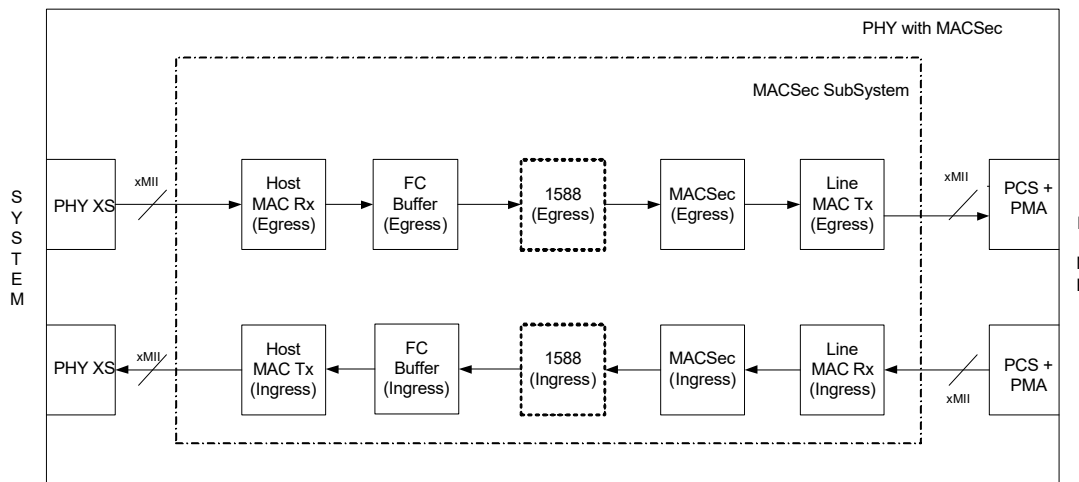 PHY with MACSec
MACSec SubSystem
S
Y
S
T
E
M
PHY XS
xMII
Host
MAC Rx
(Egress)
FC
Buffer
(Egress)
1588
(Egress)
MACSec
(Egress)
Line
MAC Tx
(Egress)
xMII
PCS +
PMA
PHY XS
xMII
Host
MAC Tx
(Ingress)
FC
Buffer
(Ingress)
1588
(Ingress)
MACSec
(Ingress)
Line
MAC Rx
(Ingress)
xMII
PCS +
PMA